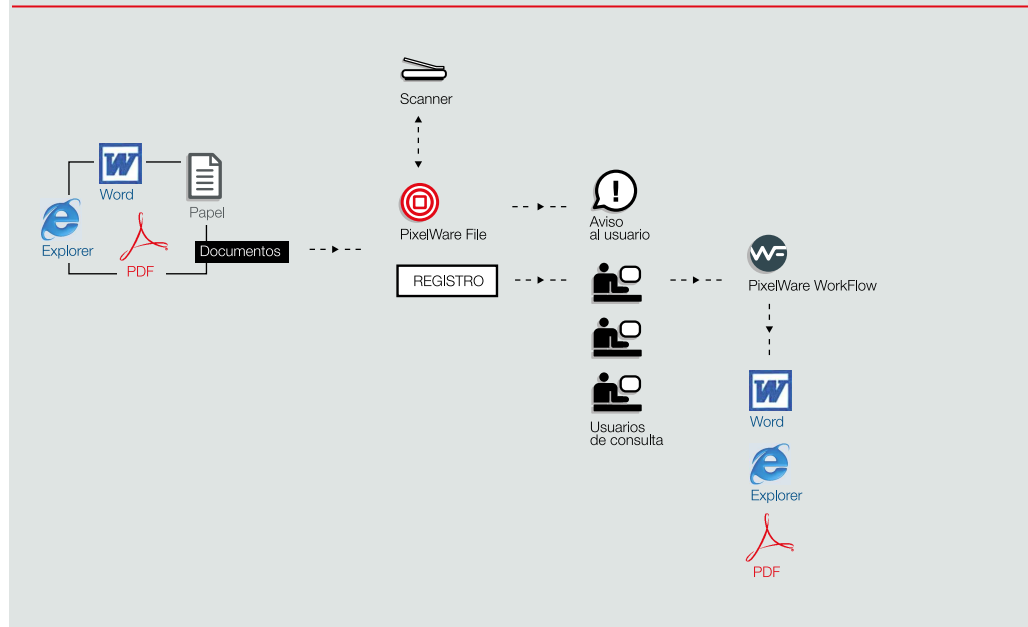 Scanner
Word
Papel
Explorer
PDF
Documentos
PixelWare File
REGISTRO
Aviso
al usuario
Usuarios
de consulta
WF
PixelWare WorkFlow
Word
Explorer
PDF